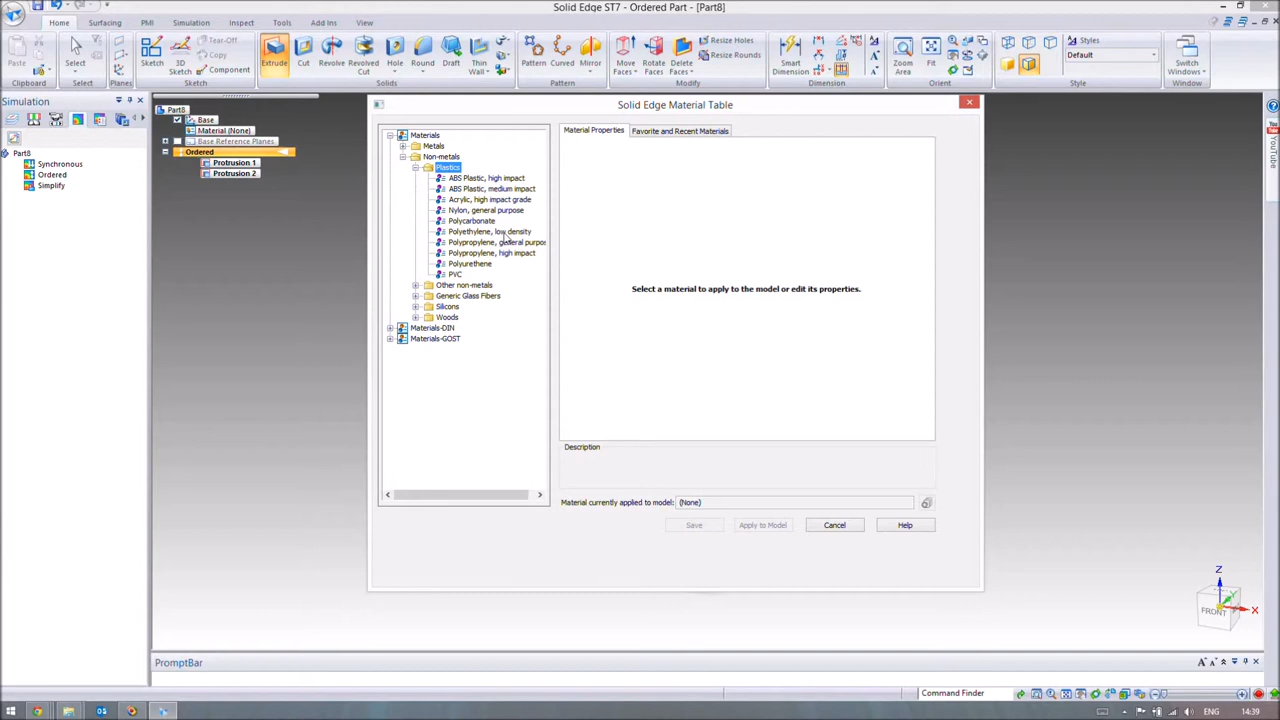 Solid Edge ST7 - Ordered Part - [Part8]
Home Surfacing PMI Simulation Inspect Tools Add Ins View
Paste
Clipboard
Select
Select
Planes
Sketch
3D Sketch
Tear-Off
Copy
Component
Sketch
Extrude
Cut
Revolve
Revolved Cut
Hole
Round
Draft
Thin Wall
Solids
Pattern
Curved
Mirror
Pattern
Move Faces
Rotate Faces
Delete Faces
Resize Holes
Resize Rounds
Modify
Smart Dimension
Dimension
Zoom Area
Fit
Orient
Styles
Default
Style
Switch Windows
Window
Simulation
Part8
Synchronous
Ordered
Simplify
Part8
Base
Material (None)
Base Reference Planes
Ordered
Protrusion 1
Protrusion 2
Solid Edge Material Table
Materials
Metals
Non-metals
Plastics
ABS Plastic, high impact
ABS Plastic, medium impact
Acrylic, high impact grade
Nylon, general purpose
Polycarbonate
Polyethylene, low density
Polypropylene, general purpos
Polypropylene, high impact
Polyurethene
PVC
Other non-metals
Generic Glass Fibers
Silicons
Woods
Materials-DIN
Materials-GOST
Material Properties
Favorite and Recent Materials
Select a material to apply to the model or edit its properties.
Description
Material currently applied to model: (None)
Save Apply to Model Cancel Help
YouTube
Z
FRONT
X
PromptBar
Command Finder
ENG 14:39